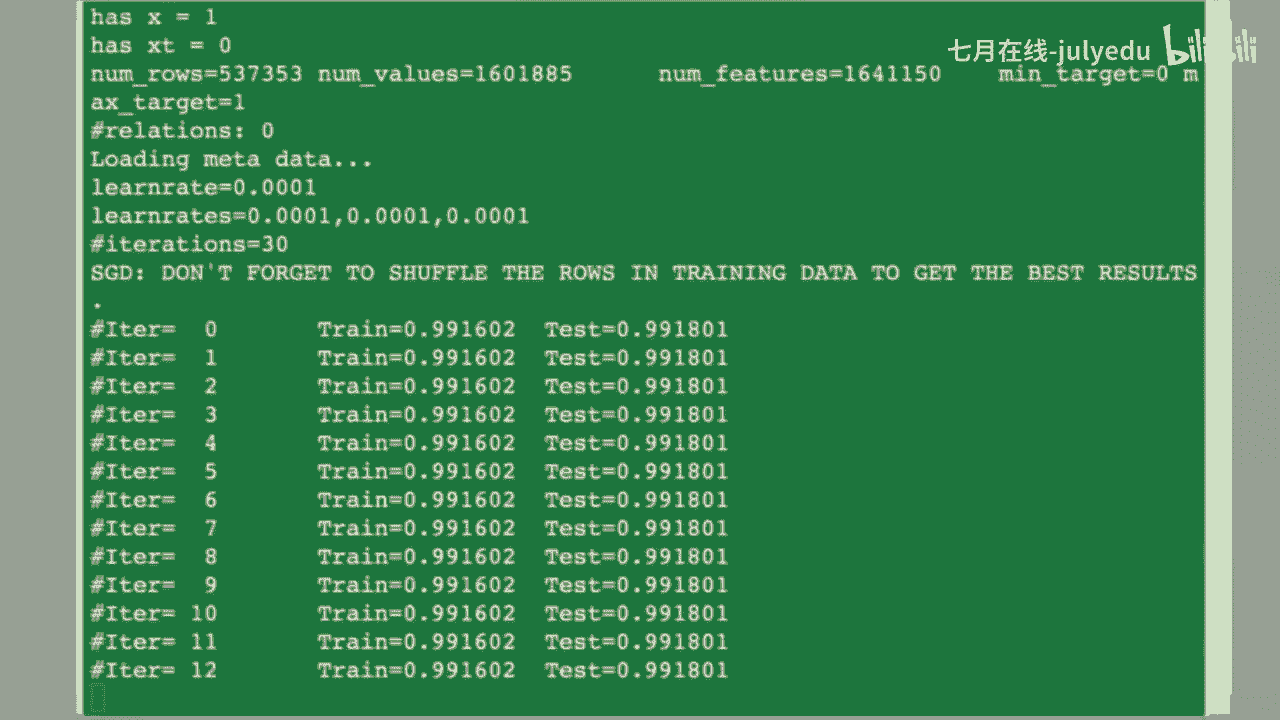 has x = 1
has xt = 0
七月在线-julyedu bilibili
num_rows=537353 num_values=1601885 num_features=1641150 min_target=0 m
ax_target=1
#relations: 0
Loading meta data...
learnrate=0.0001
learnrates=0.0001,0.0001,0.0001
#iterations=30
SGD: DON'T FORGET TO SHUFFLE THE ROWS IN TRAINING DATA TO GET THE BEST RESULTS
.
#Iter= 0 Train=0.991602 Test=0.991801
#Iter= 1 Train=0.991602 Test=0.991801
#Iter= 2 Train=0.991602 Test=0.991801
#Iter= 3 Train=0.991602 Test=0.991801
#Iter= 4 Train=0.991602 Test=0.991801
#Iter= 5 Train=0.991602 Test=0.991801
#Iter= 6 Train=0.991602 Test=0.991801
#Iter= 7 Train=0.991602 Test=0.991801
#Iter= 8 Train=0.991602 Test=0.991801
#Iter= 9 Train=0.991602 Test=0.991801
#Iter= 10 Train=0.991602 Test=0.991801
#Iter= 11 Train=0.991602 Test=0.991801
#Iter= 12 Train=0.991602 Test=0.991801